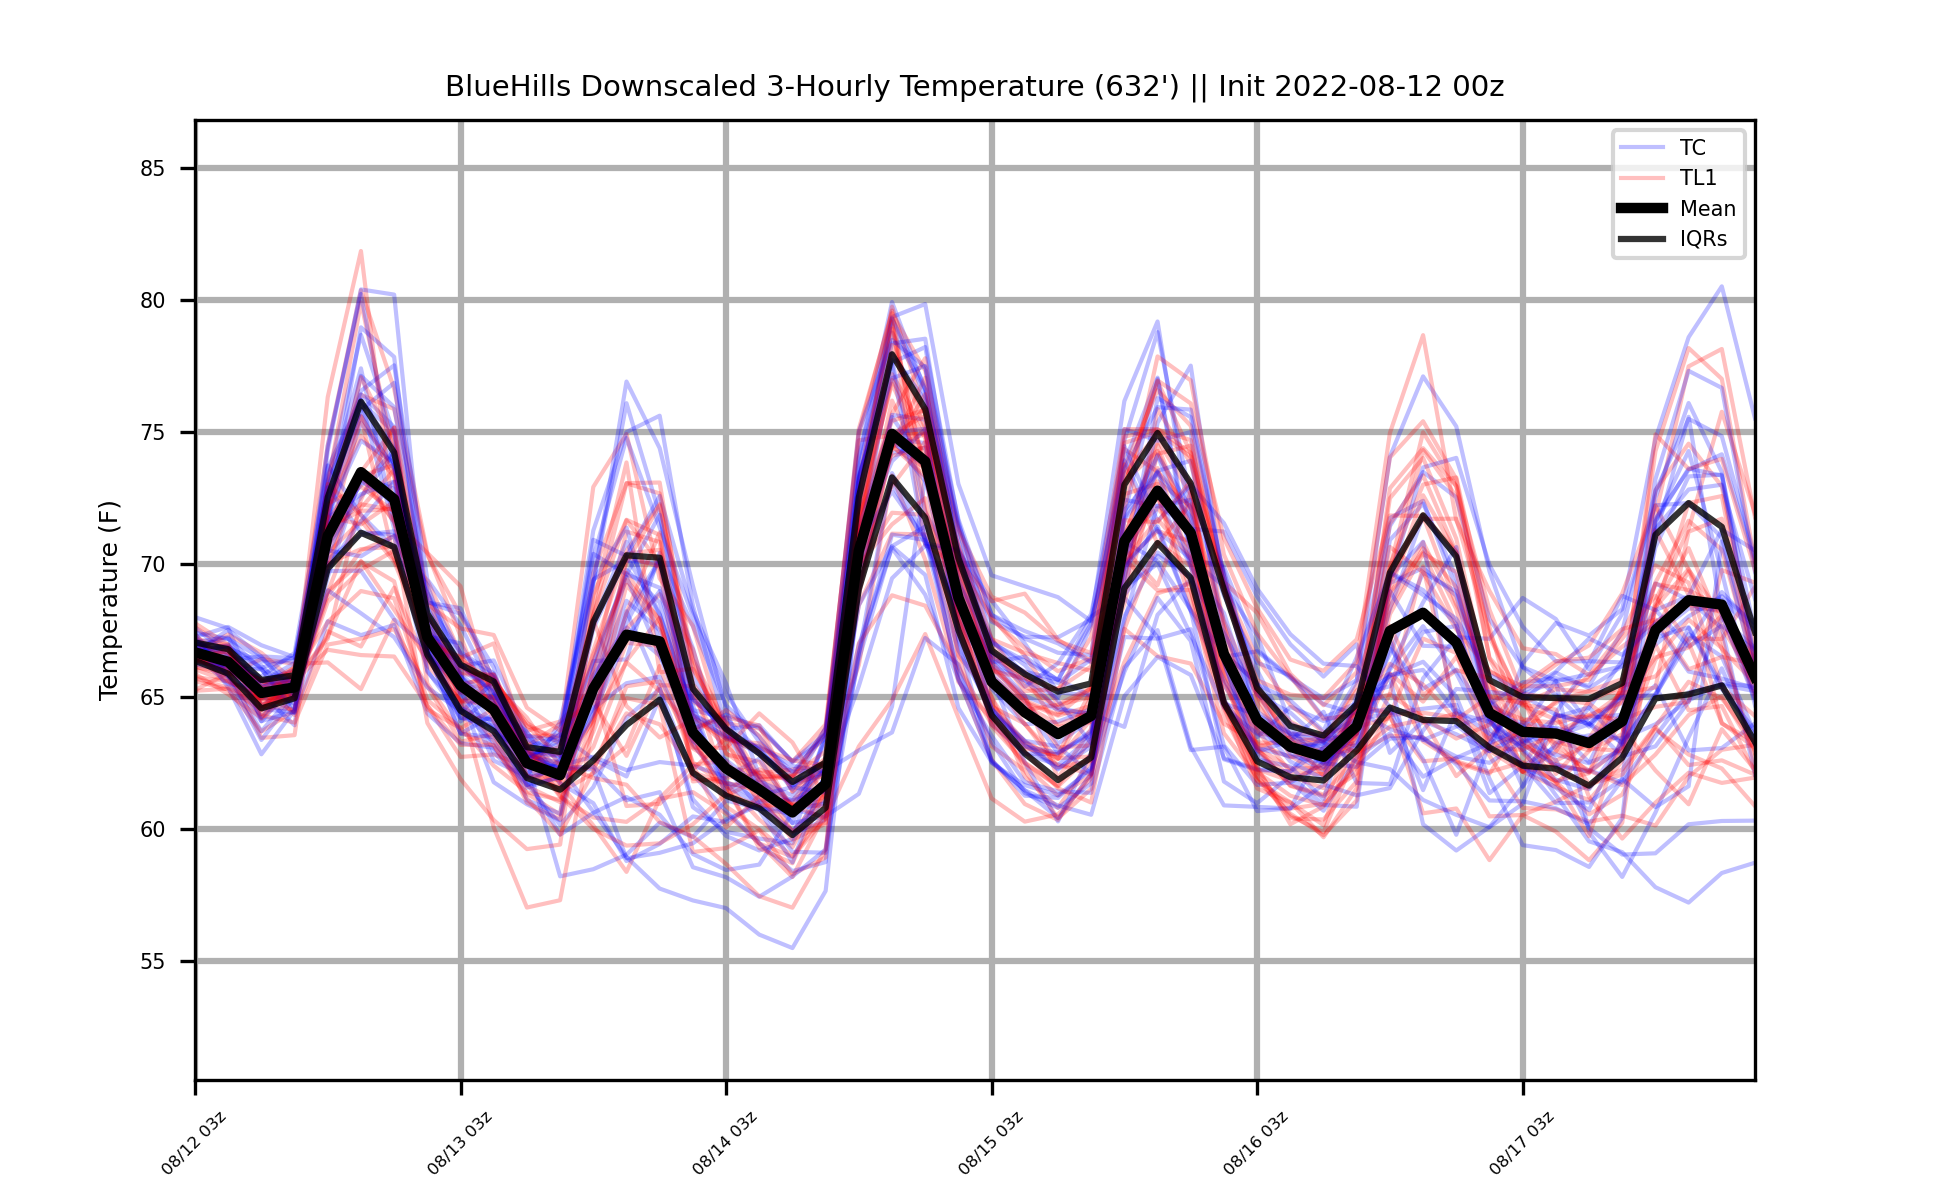 BlueHills Downscaled 3-Hourly Temperature (632') || Init 2022-08-12 00z
TC
TL1
Mean
IQRs
Temperature (F)
85
80
75
70
65
60
55
08/12 03z
08/13 03z
08/14 03z
08/15 03z
08/16 03z
08/17 03z